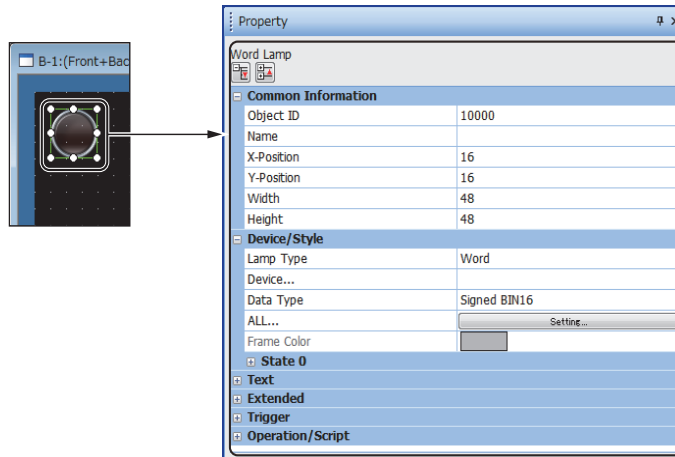 Property
B-1:(Front+Bac
Word Lamp
Common Information
Object ID 10000
Name
X-Position 16
Y-Position 16
Width 48
Height 48
Device/Style
Lamp Type Word
Device...
Data Type Signed BIN16
ALL... Setting...
Frame Color
State 0
Text
Extended
Trigger
Operation/Script